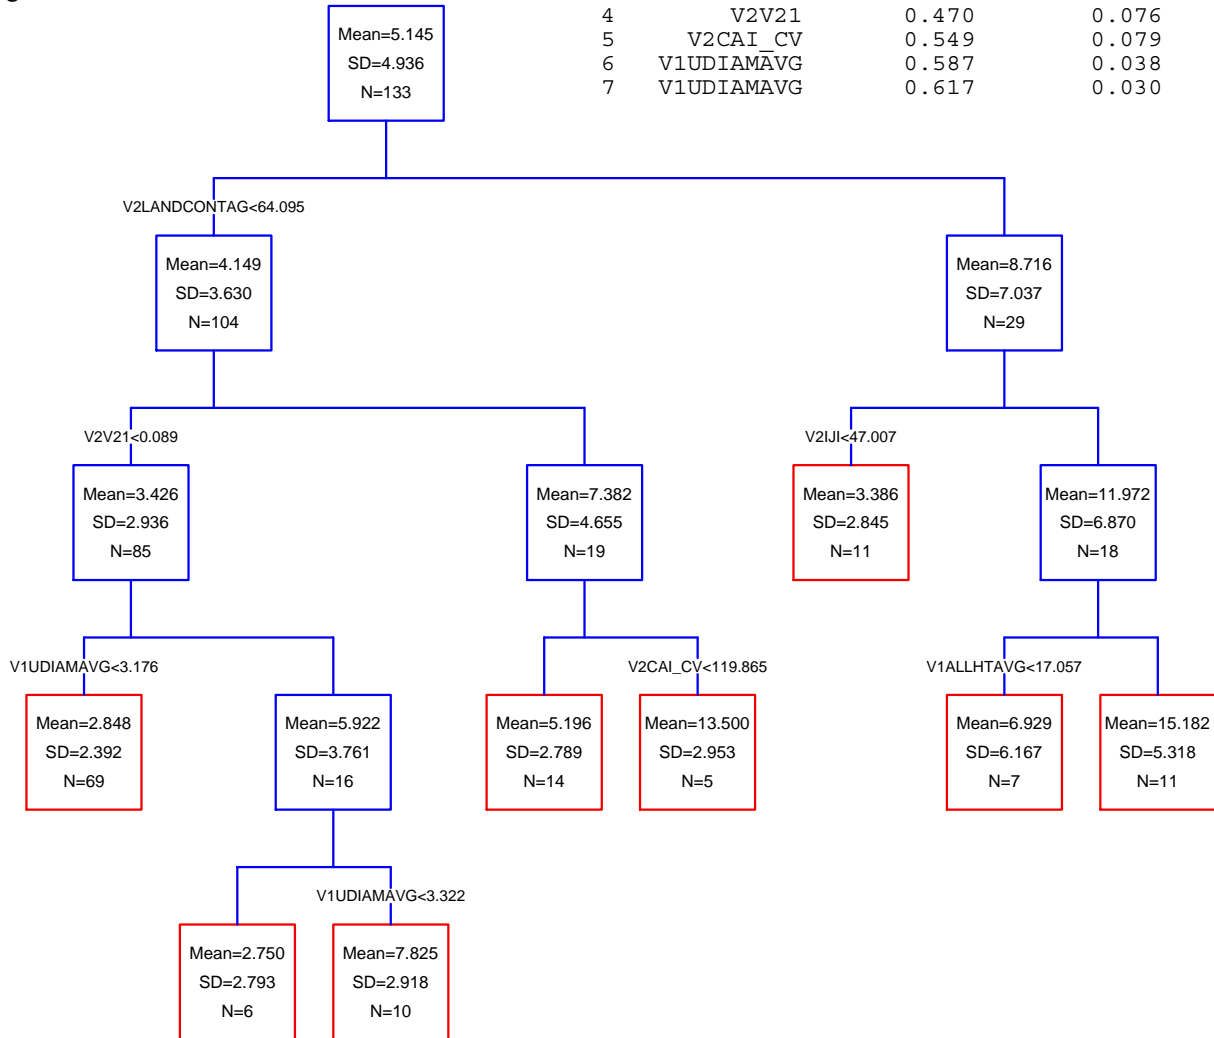 g
4 V2V21 0.470 0.076
5 V2CAI_CV 0.549 0.079
6 V1UDIAMAVG 0.587 0.038
7 V1UDIAMAVG 0.617 0.030
Mean=5.145
SD=4.936
N=133
V2LANDCONTAG<64.095
Mean=4.149
SD=3.630
N=104
Mean=8.716
SD=7.037
N=29
V2V21<0.089
V2IJI<47.007
Mean=3.426
SD=2.936
N=85
Mean=7.382
SD=4.655
N=19
Mean=3.386
SD=2.845
N=11
Mean=11.972
SD=6.870
N=18
V1UDIAMAVG<3.176
V2CAI_CV<119.865
V1ALLHTAVG<17.057
Mean=2.848
SD=2.392
N=69
Mean=5.922
SD=3.761
N=16
Mean=5.196
SD=2.789
N=14
Mean=13.500
SD=2.953
N=5
Mean=6.929
SD=6.167
N=7
Mean=15.182
SD=5.318
N=11
V1UDIAMAVG<3.322
Mean=2.750
SD=2.793
N=6
Mean=7.825
SD=2.918
N=10